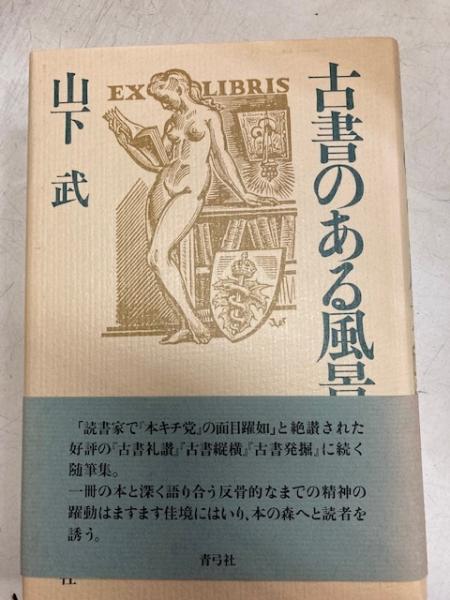 古書のある風景
山下 武
EX LIBRIS
「読書家で『本キチ党』の面目躍如」と絶讃された
好評の『古書礼讃』『古書縦横』『古書発掘』に続く
随筆集。
一冊の本と深く語り合う反骨的なまでの精神の
躍動はますます佳境にはいり、本の森へと読者を
誘う。
青弓社
社